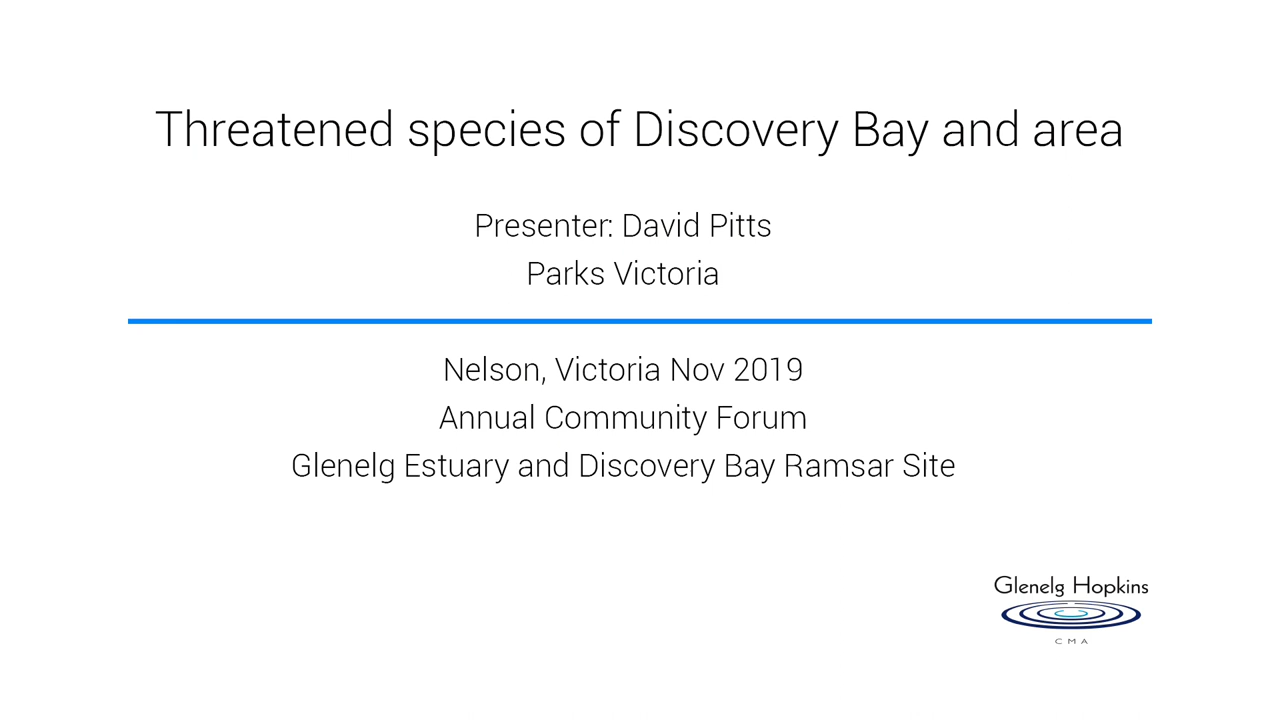 Threatened species of Discovery Bay and area
Presenter: David Pitts
Parks Victoria
Nelson, Victoria Nov 2019
Annual Community Forum
Glenelg Estuary and Discovery Bay Ramsar Site
Glenelg Hopkins
CMA